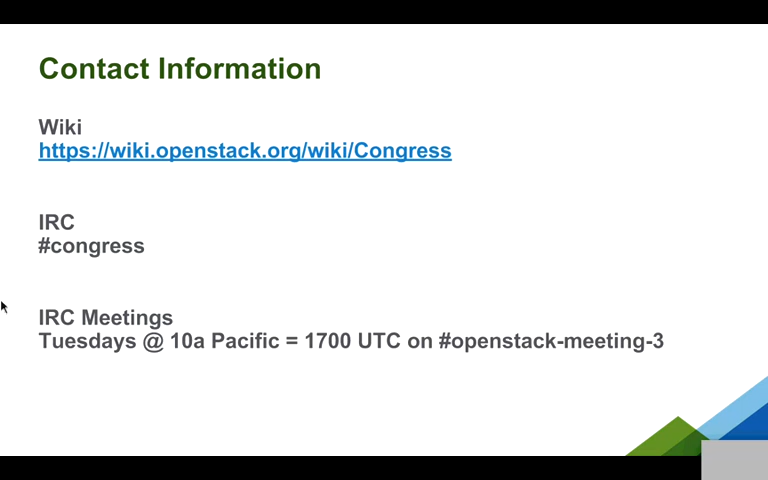 Contact Information
Wiki
https://wiki.openstack.org/wiki/Congress
IRC
#congress
IRC Meetings
Tuesdays @ 10a Pacific = 1700 UTC on #openstack-meeting-3